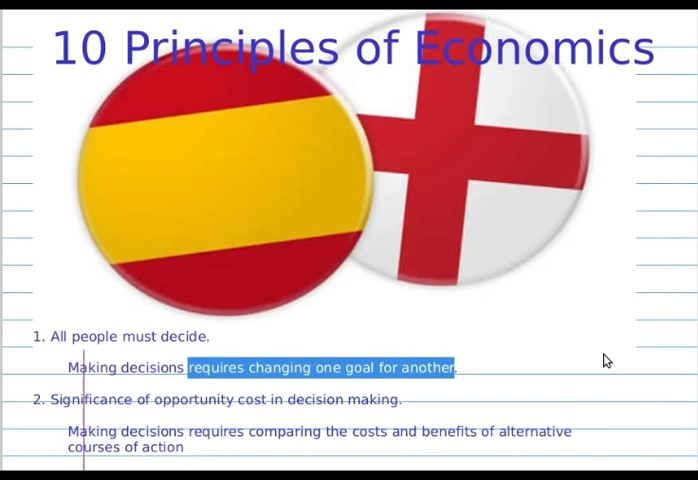 10 Principles of Economics
1. All people must decide.
Making decisions requires changing one goal for another.
2. Significance of opportunity cost in decision making.
Making decisions requires comparing the costs and benefits of alternative
courses of action